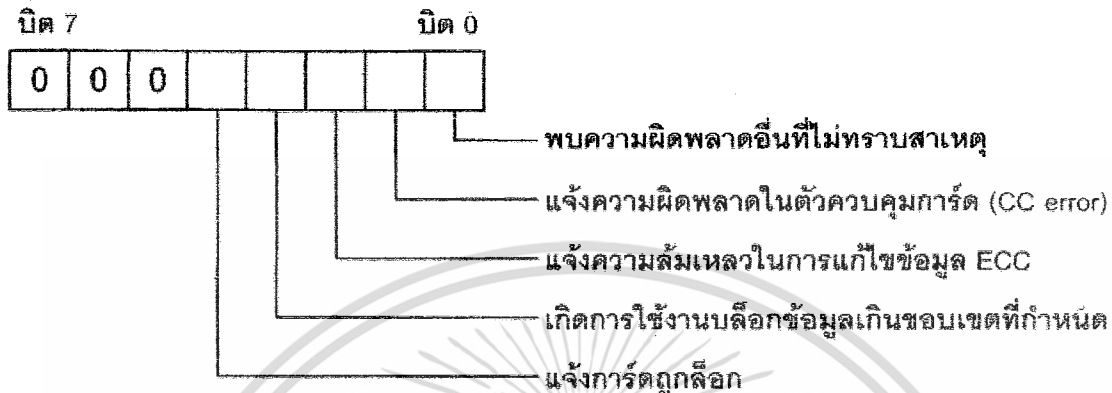 บิต 7 บิต 0
0 0 0
พบความผิดพลาดอื่นที่ไม่ทราบสาเหตุ
แจ้งความผิดพลาดในตัวควบคุมการ์ด (CC error)
แจ้งความล้มเหลวในการแก้ไขข้อมูล ECC
เกิดการใช้งานบล็อกข้อมูลเกินขอบเขตที่กำหนด
แจ้งการ์ดถูกล็อก